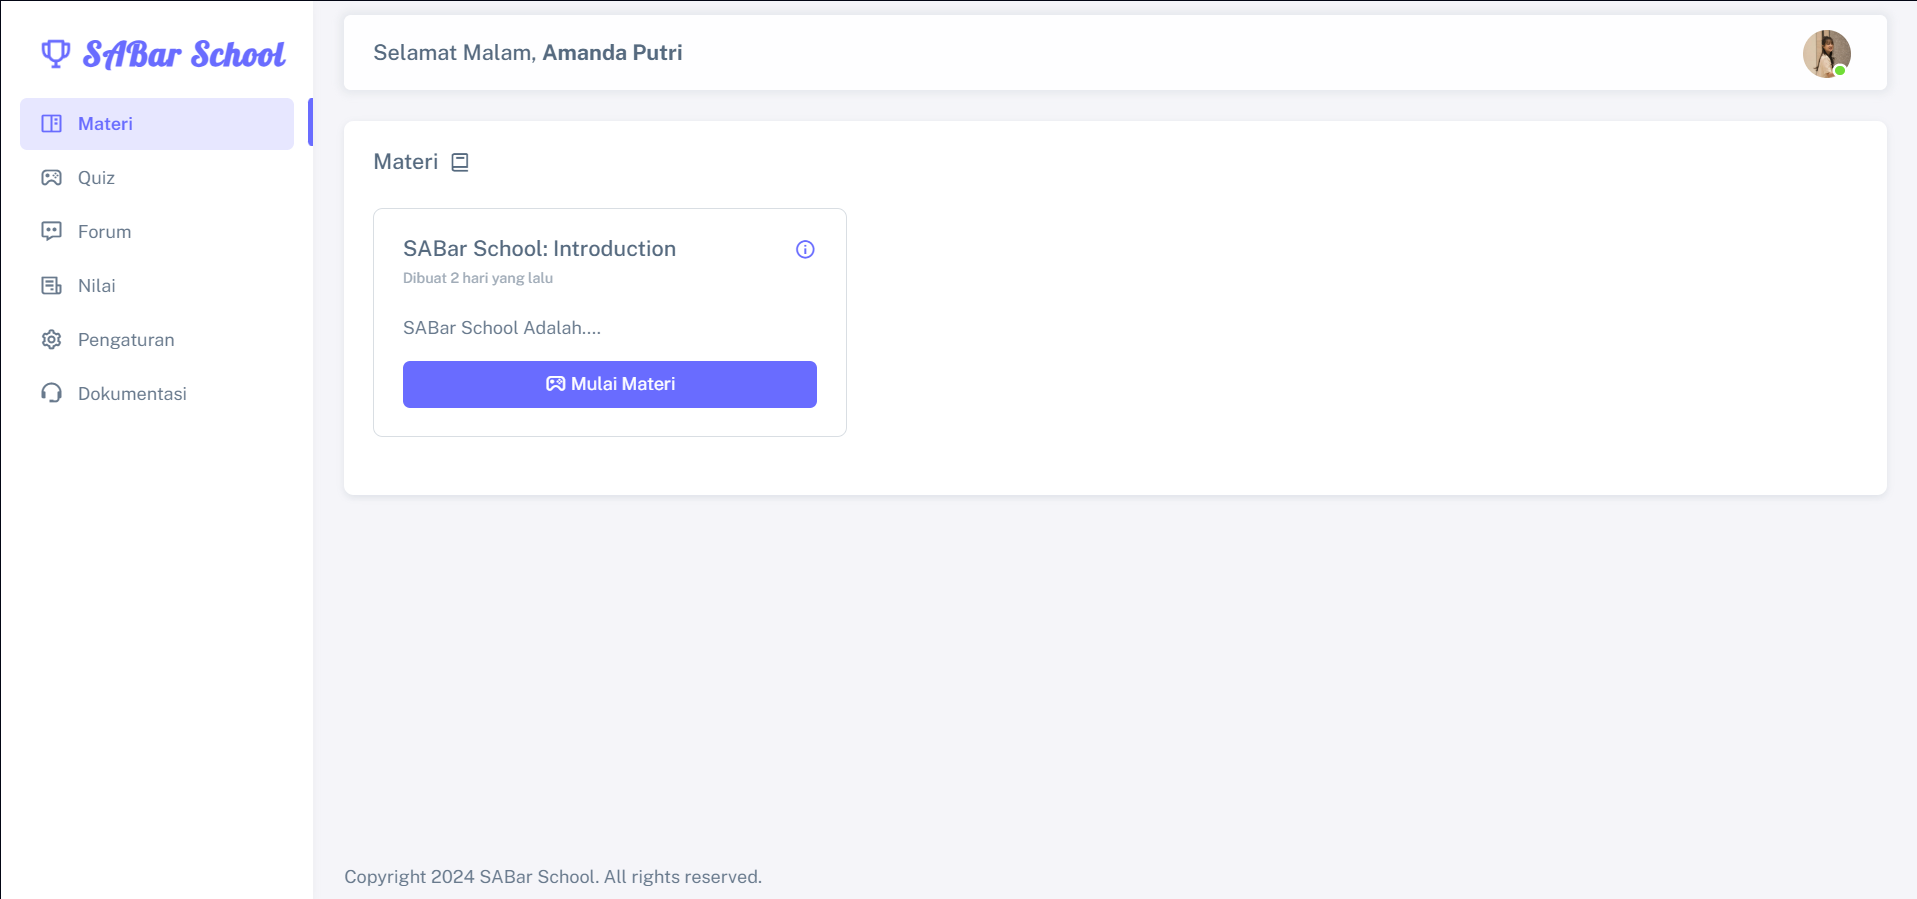 SABar School
Materi
Quiz
Forum
Nilai
Pengaturan
Dokumentasi
Selamat Malam, Amanda Putri
Materi
SABar School: Introduction
Dibuat 2 hari yang lalu
SABar School Adalah....
Mulai Materi
Copyright 2024 SABar School. All rights reserved.